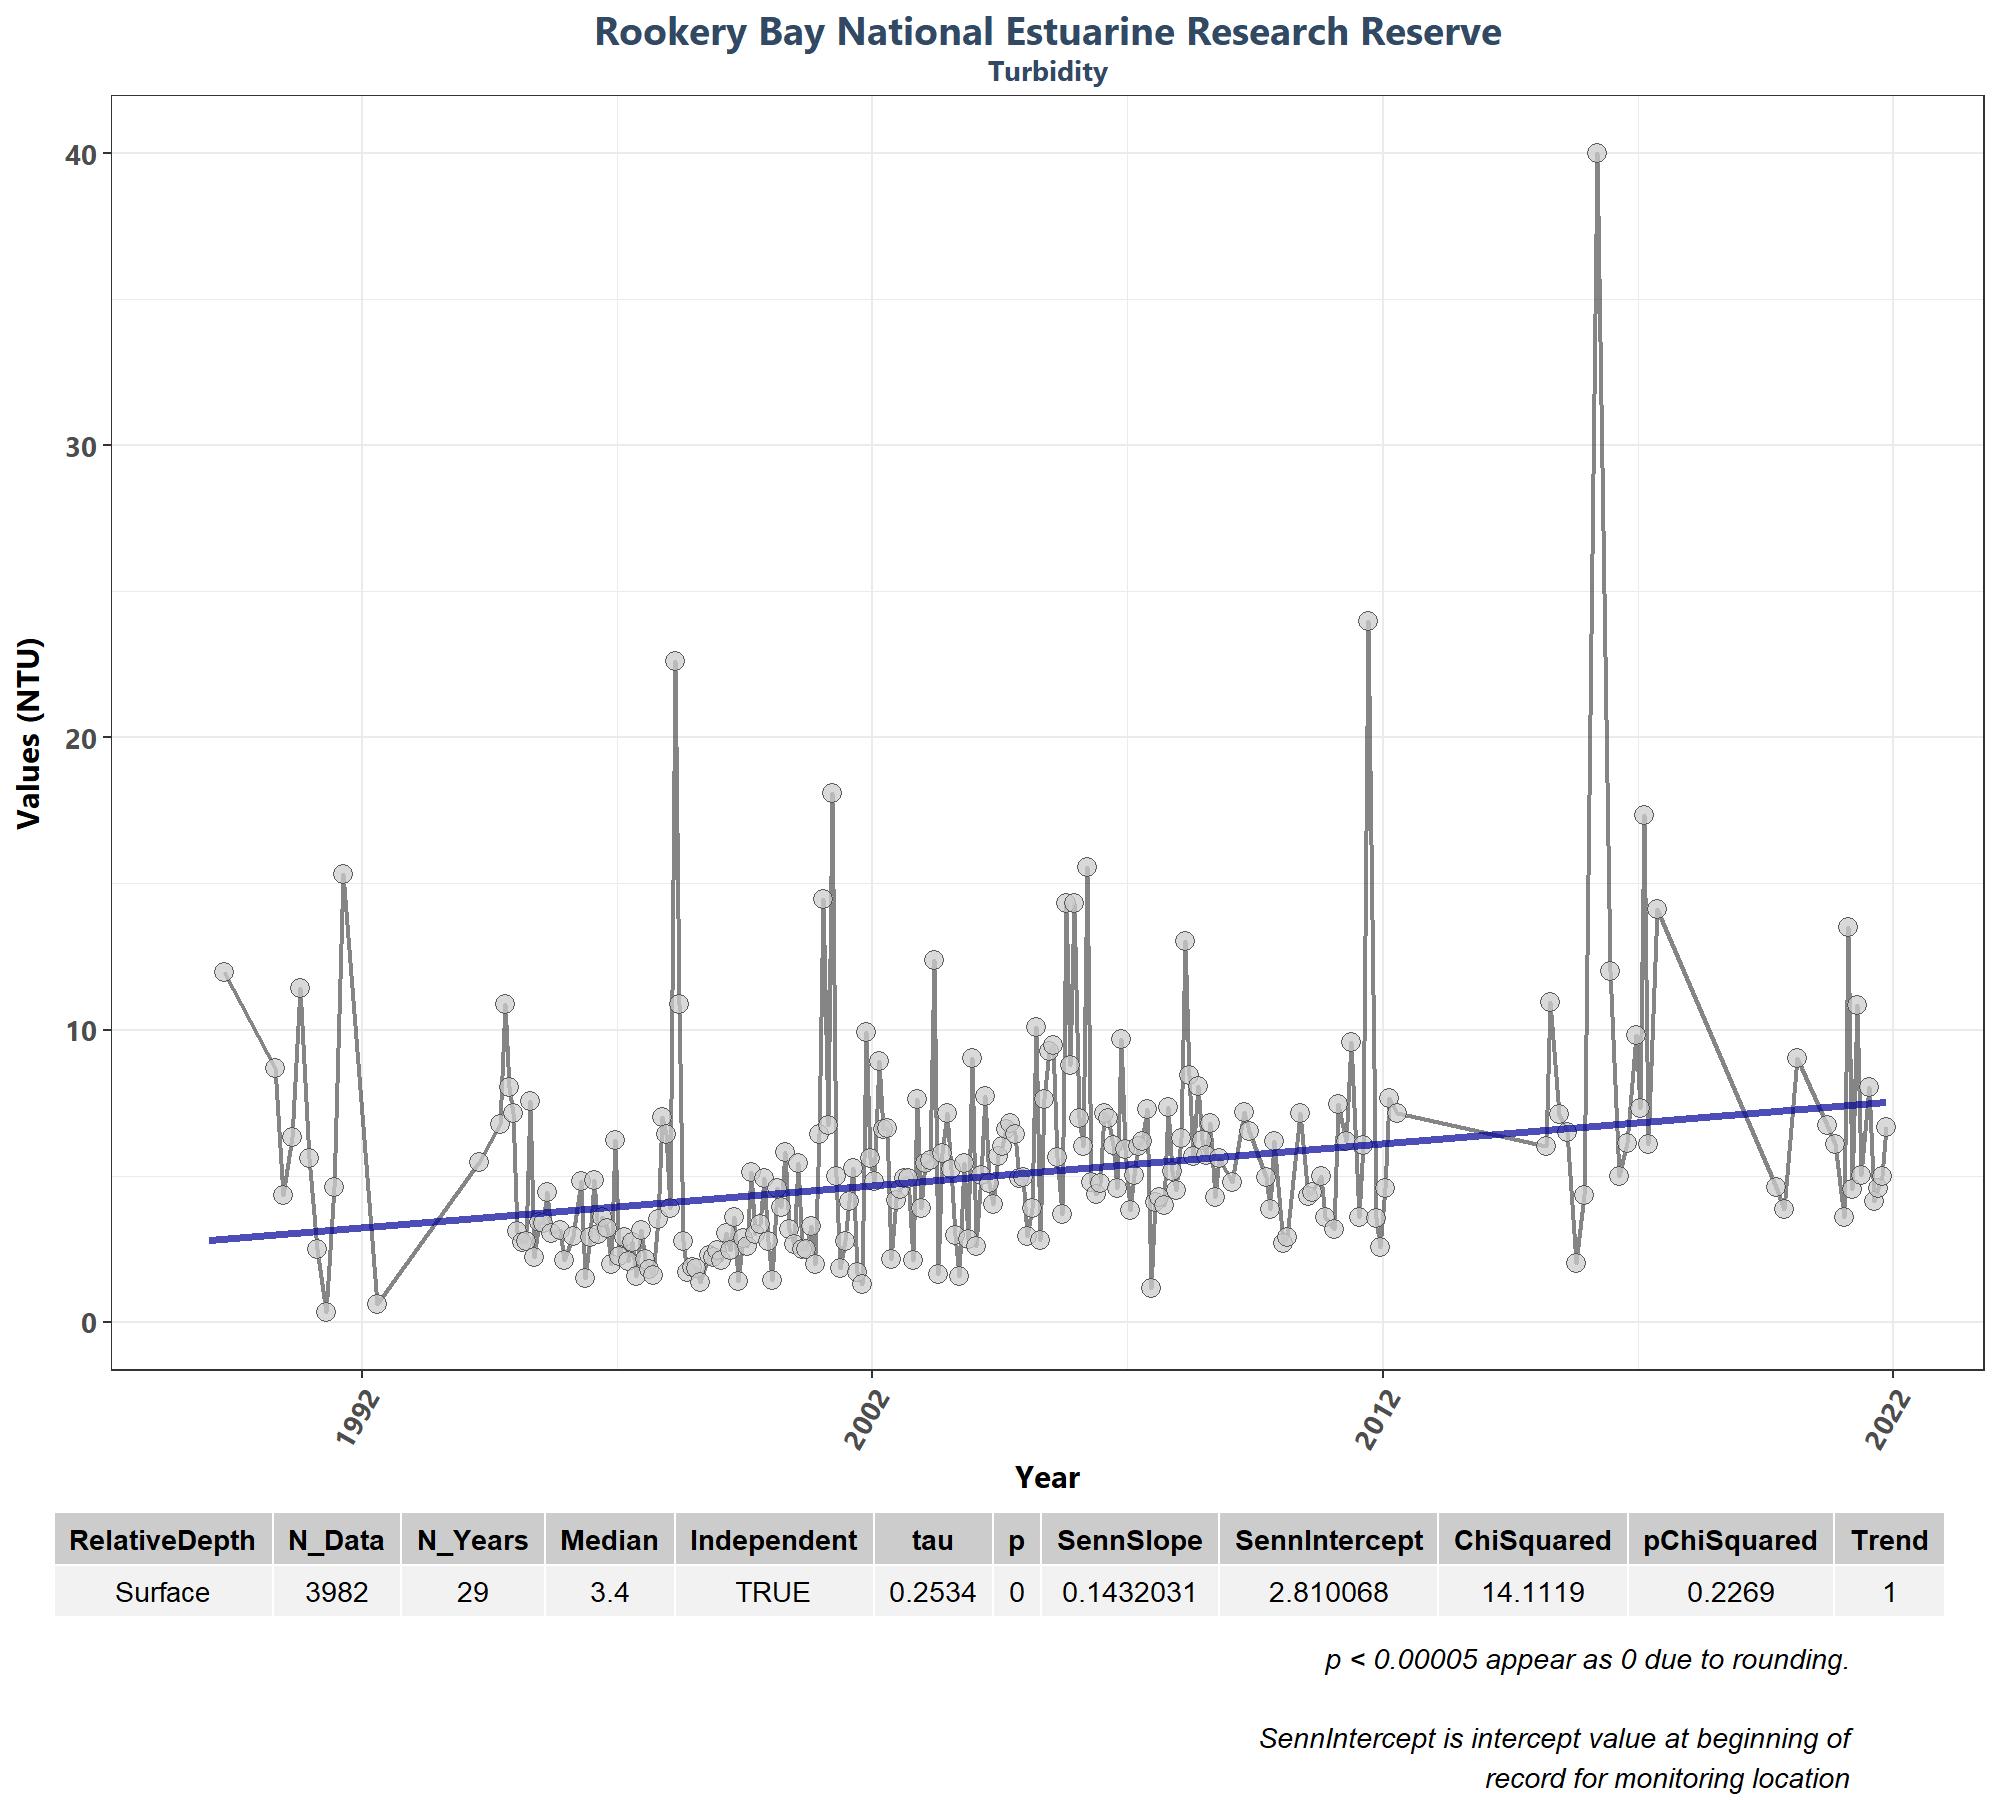 Rookery Bay National Estuarine Research Reserve
Turbidity
Values (NTU)
40
30
20
10
0
1992
2002
2012
2022
Year
RelativeDepth N_Data N_Years Median Independent tau p SennSlope SennIntercept ChiSquared pChiSquared Trend
Surface 3982 29 3.4 TRUE 0.2534 0 0.1432031 2.810068 14.1119 0.2269 1
p < 0.00005 appear as 0 due to rounding.
SennIntercept is intercept value at beginning of
record for monitoring location